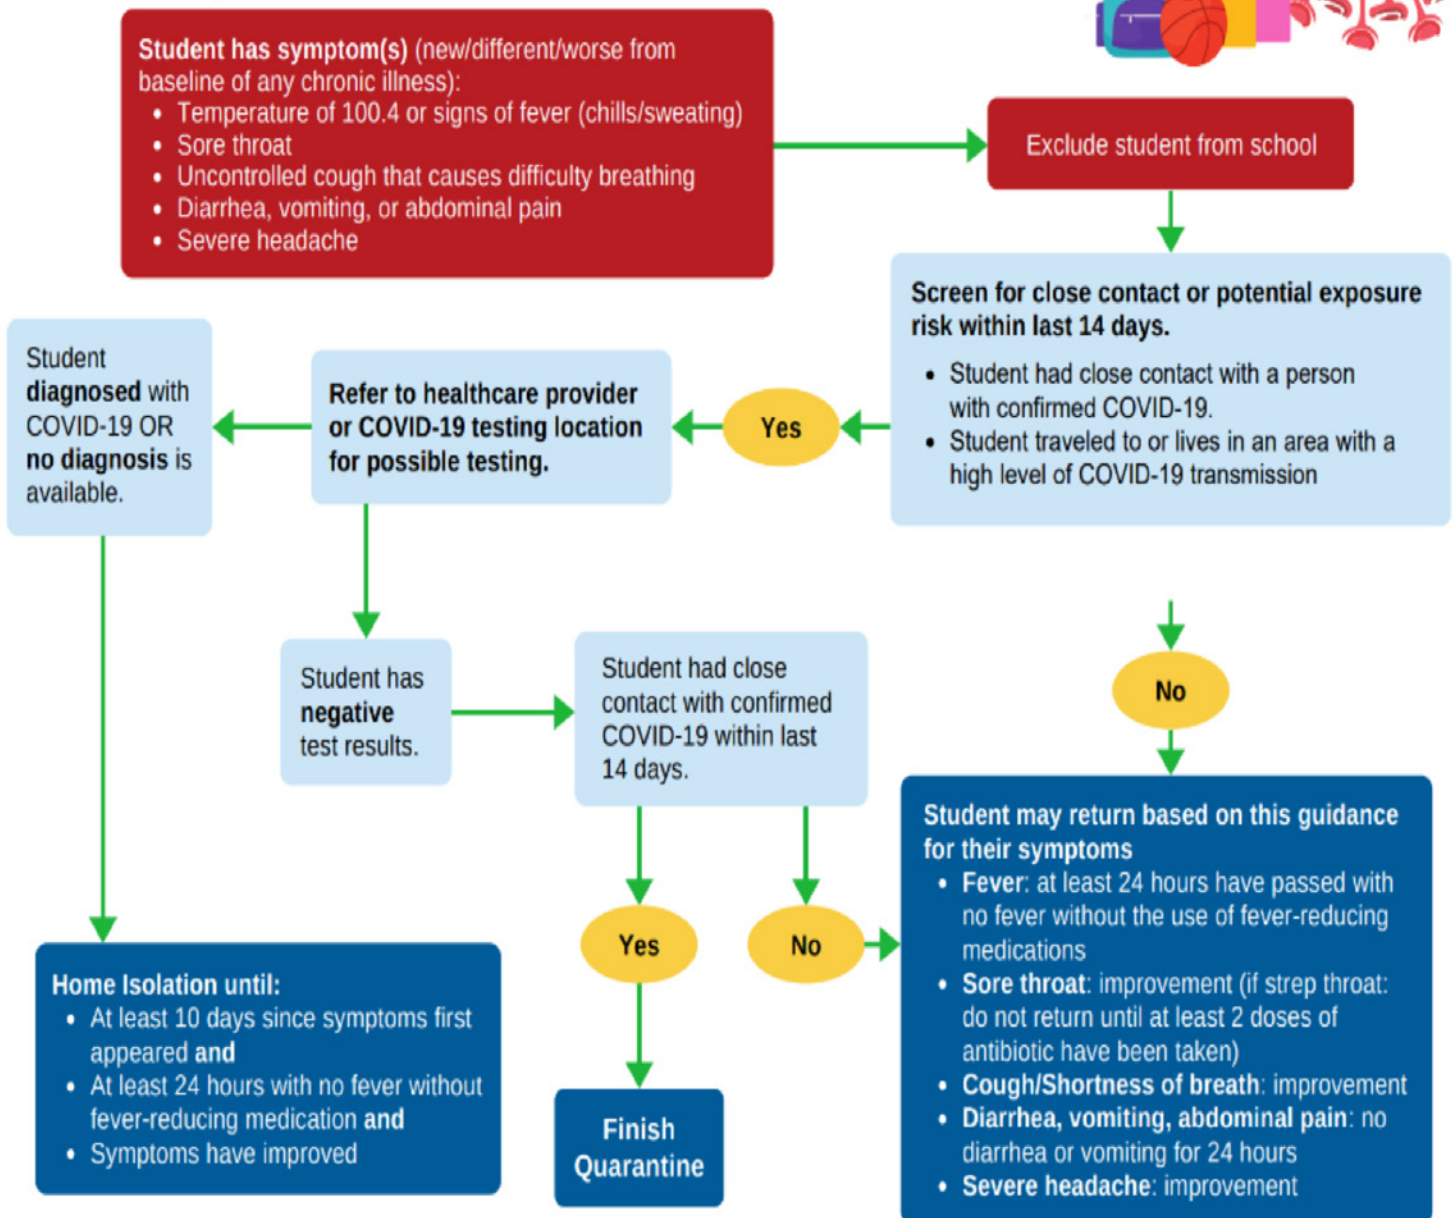 Student has symptom(s) (new/different/worse from
baseline of any chronic illness):
• Temperature of 100.4 or signs of fever (chills/sweating)
• Sore throat
• Uncontrolled cough that causes difficulty breathing
• Diarrhea, vomiting, or abdominal pain
• Severe headache
Exclude student from school
Screen for close contact or potential exposure
risk within last 14 days.
• Student had close contact with a person
with confirmed COVID-19.
• Student traveled to or lives in an area with a
high level of COVID-19 transmission
Yes
Refer to healthcare provider
or COVID-19 testing location
for possible testing.
Student
diagnosed with
COVID-19 OR
no diagnosis is
available.
Student has
negative
test results.
Student had close
contact with confirmed
COVID-19 within last
14 days.
No
Yes
No
Home Isolation until:
• At least 10 days since symptoms first
appeared and
• At least 24 hours with no fever without
fever-reducing medication and
• Symptoms have improved
Finish
Quarantine
Student may return based on this guidance
for their symptoms
• Fever: at least 24 hours have passed with
no fever without the use of fever-reducing
medications
• Sore throat: improvement (if strep throat:
do not return until at least 2 doses of
antibiotic have been taken)
• Cough/Shortness of breath: improvement
• Diarrhea, vomiting, abdominal pain: no
diarrhea or vomiting for 24 hours
• Severe headache: improvement